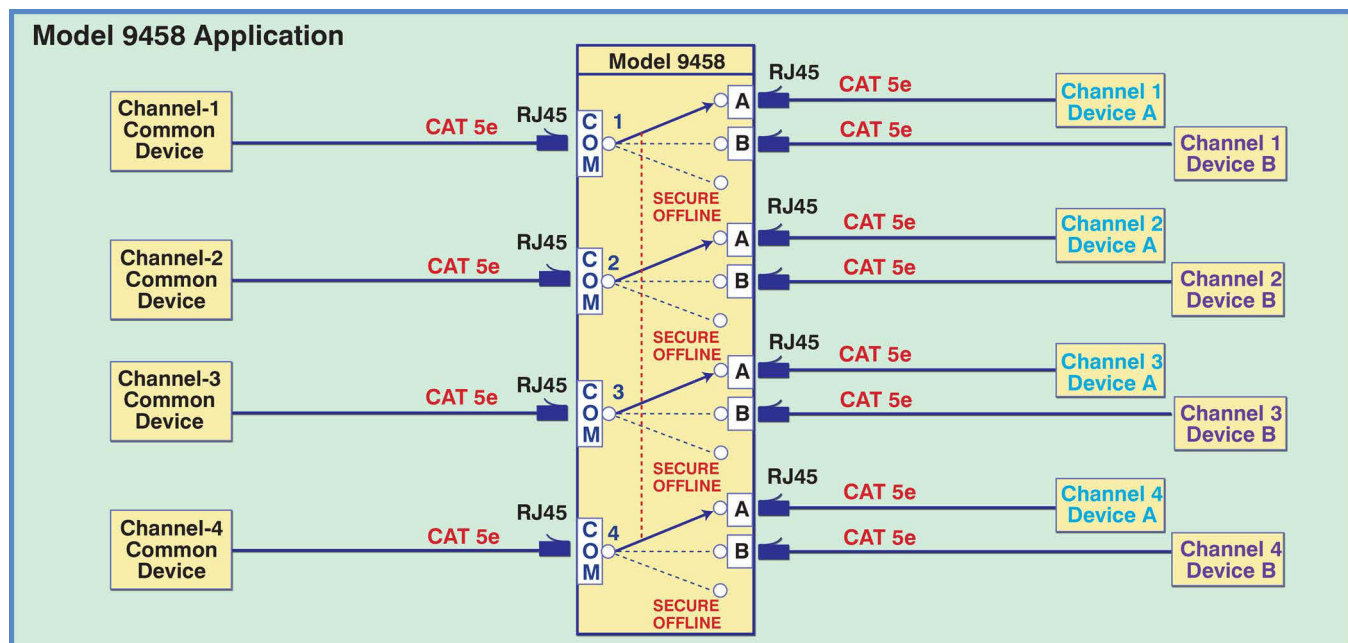 Model 9458 Application
Model 9458
Channel-1
Common
Device
CAT 5e
RJ45
COM
1
A
B
SECURE
OFFLINE
RJ45
CAT 5e
Channel 1
Device A
CAT 5e
Channel 1
Device B
Channel-2
Common
Device
CAT 5e
RJ45
COM
2
A
B
SECURE
OFFLINE
RJ45
CAT 5e
Channel 2
Device A
CAT 5e
Channel 2
Device B
Channel-3
Common
Device
CAT 5e
RJ45
COM
3
A
B
SECURE
OFFLINE
RJ45
CAT 5e
Channel 3
Device A
CAT 5e
Channel 3
Device B
Channel-4
Common
Device
CAT 5e
RJ45
COM
4
A
B
SECURE
OFFLINE
RJ45
CAT 5e
Channel 4
Device A
CAT 5e
Channel 4
Device B